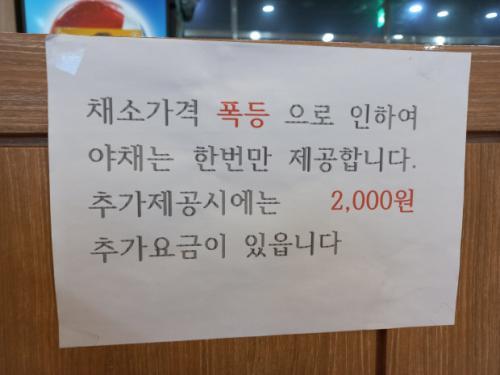 채소가격 폭등 으로 인하여
야채는 한번만 제공합니다.
추가제공시에는 2,000원
추가요금이 있읍니다